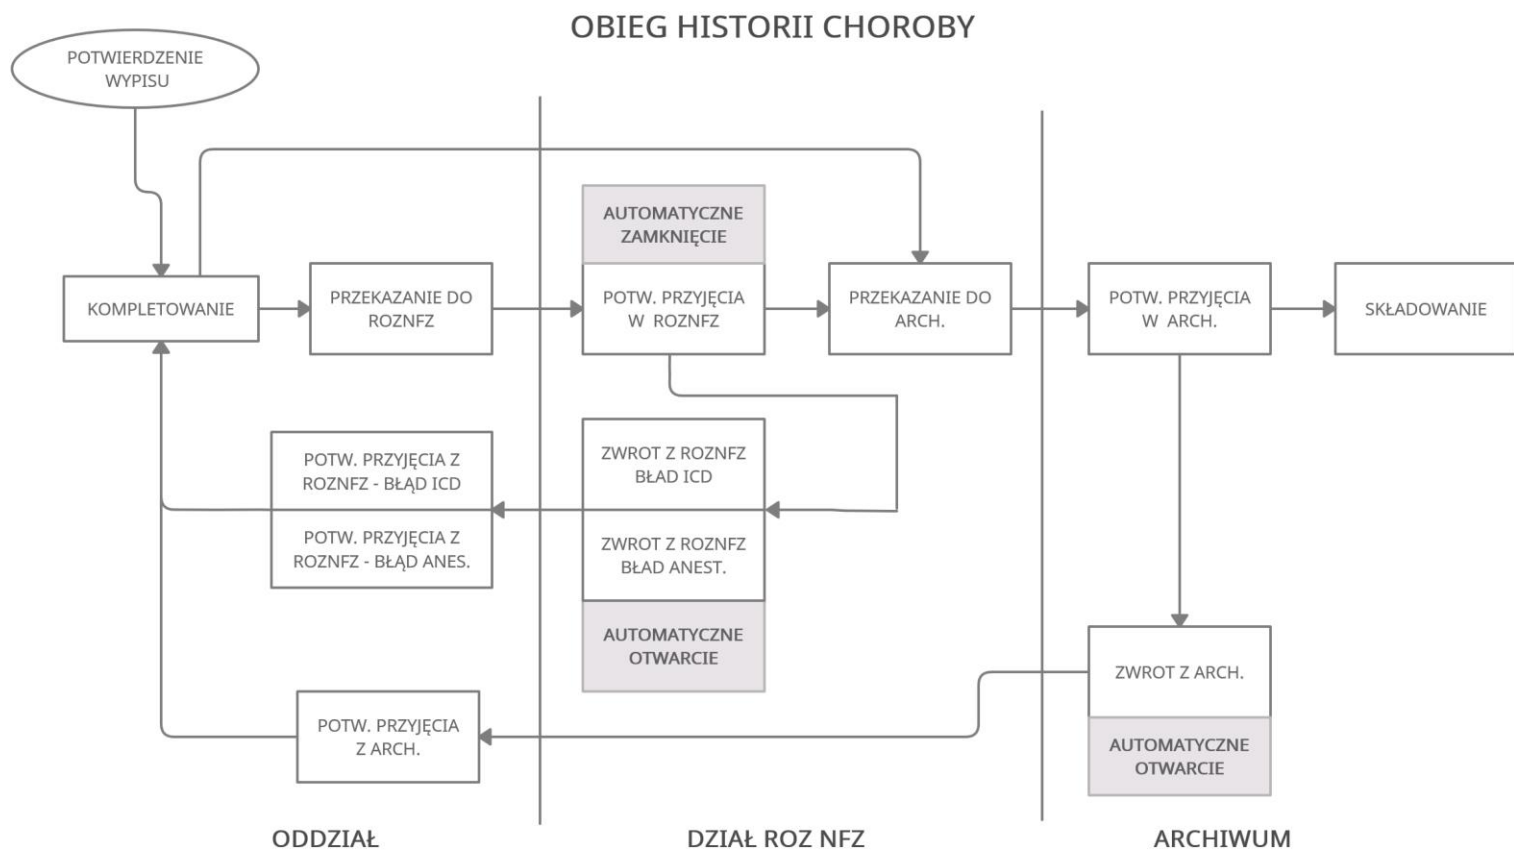 OBIEG HISTORII CHOROBY
POTWIERDZENIE
WYPISU
AUTOMATYCZNE
ZAMKNIĘCIE
KOMPLETOWANIE
PRZEKAZANIE DO
ROZNFZ
POTW. PRZYJĘCIA
W ROZNFZ
PRZEKAZANIE DO
ARCH.
POTW. PRZYJĘCIA
W ARCH.
SKŁADOWANIE
POTW. PRZYJĘCIA Z
ROZNFZ - BŁĄD ICD
POTW. PRZYJĘCIA Z
ROZNFZ - BŁĄD ANES.
ZWROT Z ROZNFZ
BŁAD ICD
ZWROT Z ROZNFZ
BŁAD ANEST.
AUTOMATYCZNE
OTWARCIE
POTW. PRZYJĘCIA
Z ARCH.
ZWROT Z ARCH.
AUTOMATYCZNE
OTWARCIE
ODDZIAŁ
DZIAŁ ROZ NFZ
ARCHIWUM